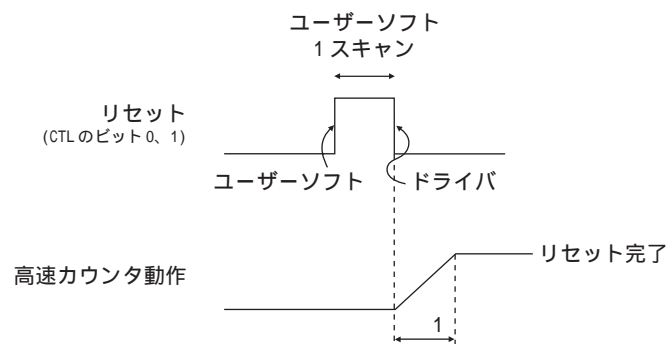 ユーザーソフト
1 スキャン
リセット
(CTLのビット0、1)
ユーザーソフト
ドライバ
高速カウンタ動作
リセット完了
1